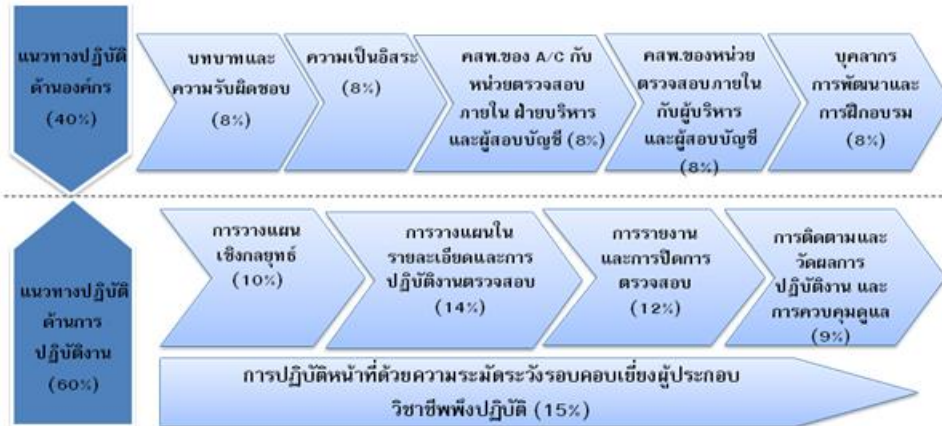 แนวทางปฏิบัติ
ด้านองค์กร
(40%)
บทบาทและ
ความรับผิดชอบ
(8%)
ความเป็นอิสระ
(8%)
คสพ.ของ A/C กับ
หน่วยตรวจสอบ
ภายใน ฝ่ายบริหาร
และผู้สอบบัญชี (8%)
คสพ.ของหน่วย
ตรวจสอบภายใน
กับผู้บริหาร
และผู้สอบบัญชี
(8%)
บุคลากร
การพัฒนาและ
การฝึกอบรม
(8%)
แนวทางปฏิบัติ
ด้านการ
ปฏิบัติงาน
(60%)
การวางแผน
เชิงกลยุทธ์
(10%)
การวางแผนใน
รายละเอียดและการ
ปฏิบัติงานตรวจสอบ
(14%)
การรายงาน
และการปิดการ
ตรวจสอบ
(12%)
การติดตามและ
วัดผลการ
ปฏิบัติงาน และ
การควบคุมดูแล
(9%)
การปฏิบัติหน้าที่ด้วยความระมัดระวังรอบคอบเยี่ยงผู้ประกอบ
วิชาชีพพึงปฏิบัติ (15%)